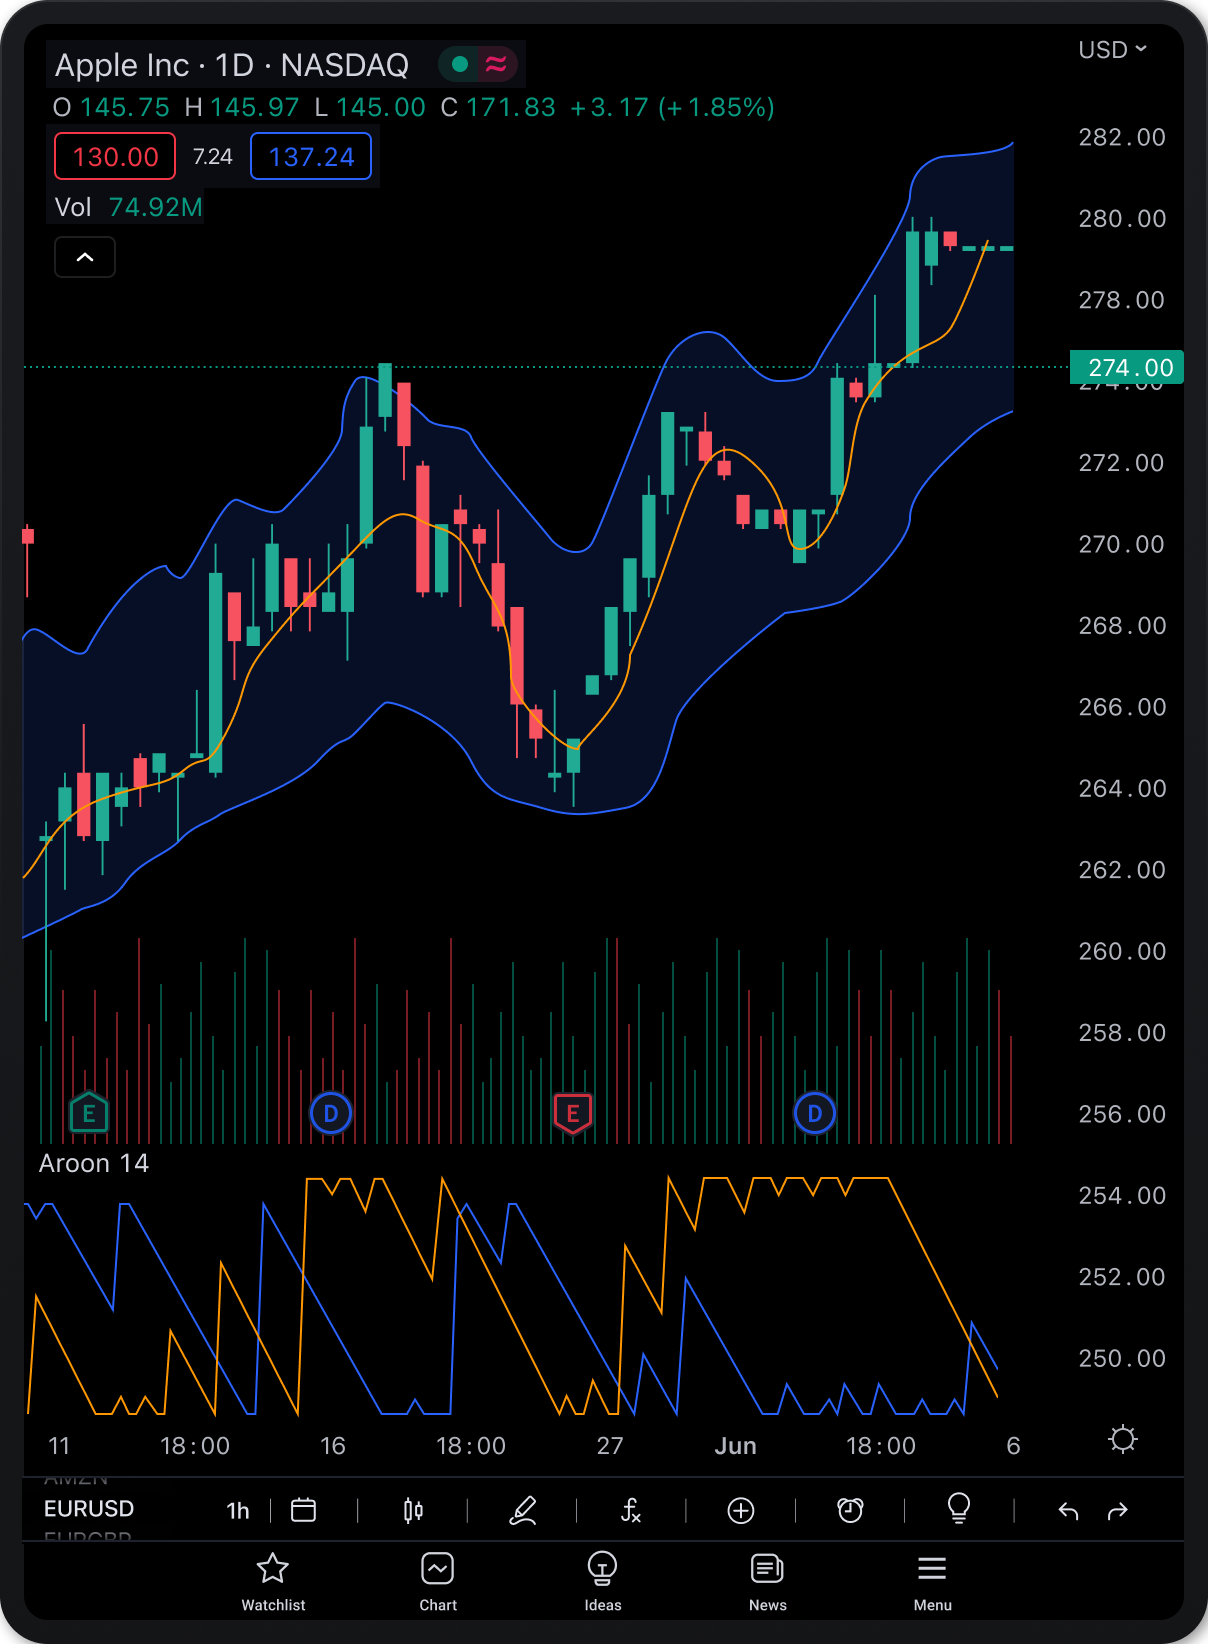 Apple Inc · 1D · NASDAQ
USD
O 145.75 H 145.97 L 145.00 C 171.83 +3.17 (+1.85%)
130.00 7.24 137.24
Vol 74.92M
282.00
280.00
278.00
274.00
274.00
272.00
270.00
268.00
266.00
264.00
262.00
260.00
258.00
256.00
E D E D
Aroon 14
254.00
252.00
250.00
11 18:00 16 18:00 27 Jun 18:00 6
AMZN
EURUSD 1h
EURGBP
Watchlist Chart Ideas News Menu